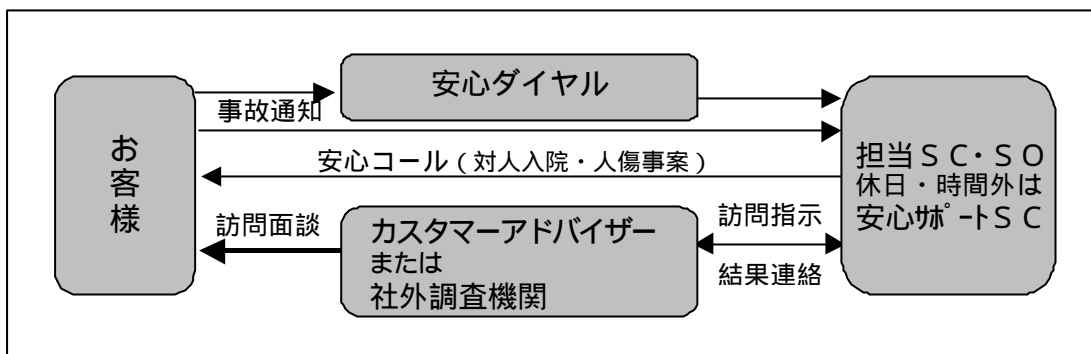 安心ダイヤル
事故通知
お客様
安心コール(対人入院・人傷事案)
担当SC・SO
休日・時間外は
安心ｻﾎﾟｰﾄSC
訪問面談
カスタマーアドバイザー
または
社外調査機関
訪問指示
結果連絡